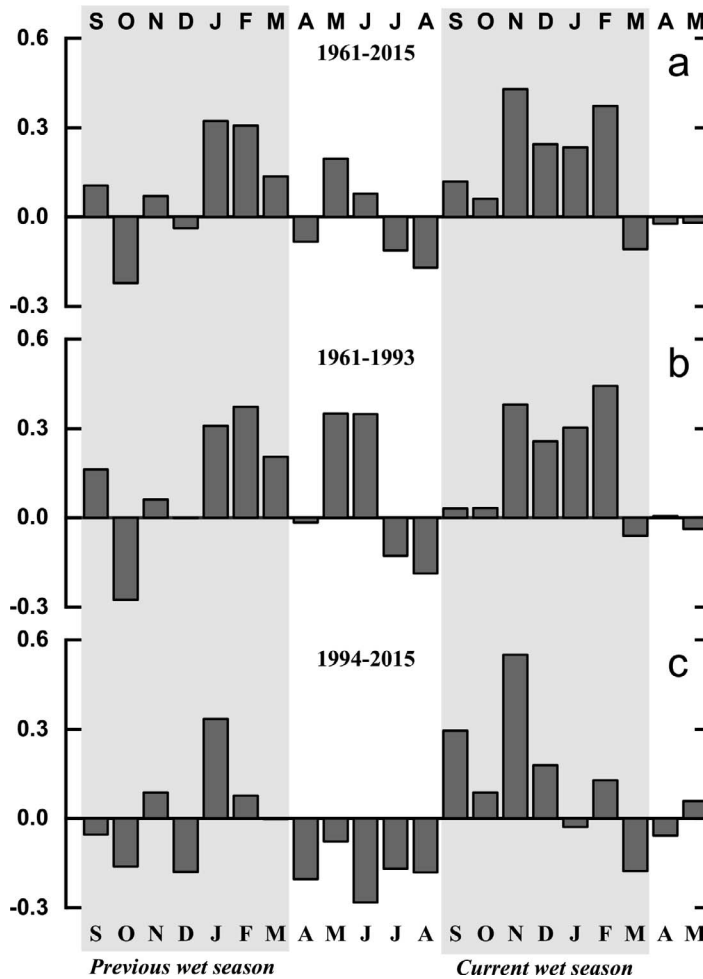 S O N D J F M A M J J A S O N D J F M A M
0.6
1961-2015
a
0.3
0.0
-0.3
0.6
1961-1993
b
0.3
0.0
-0.3
0.6
1994-2015
c
0.3
0.0
-0.3
S O N D J F M A M J J A S O N D J F M A M
Previous wet season Current wet season